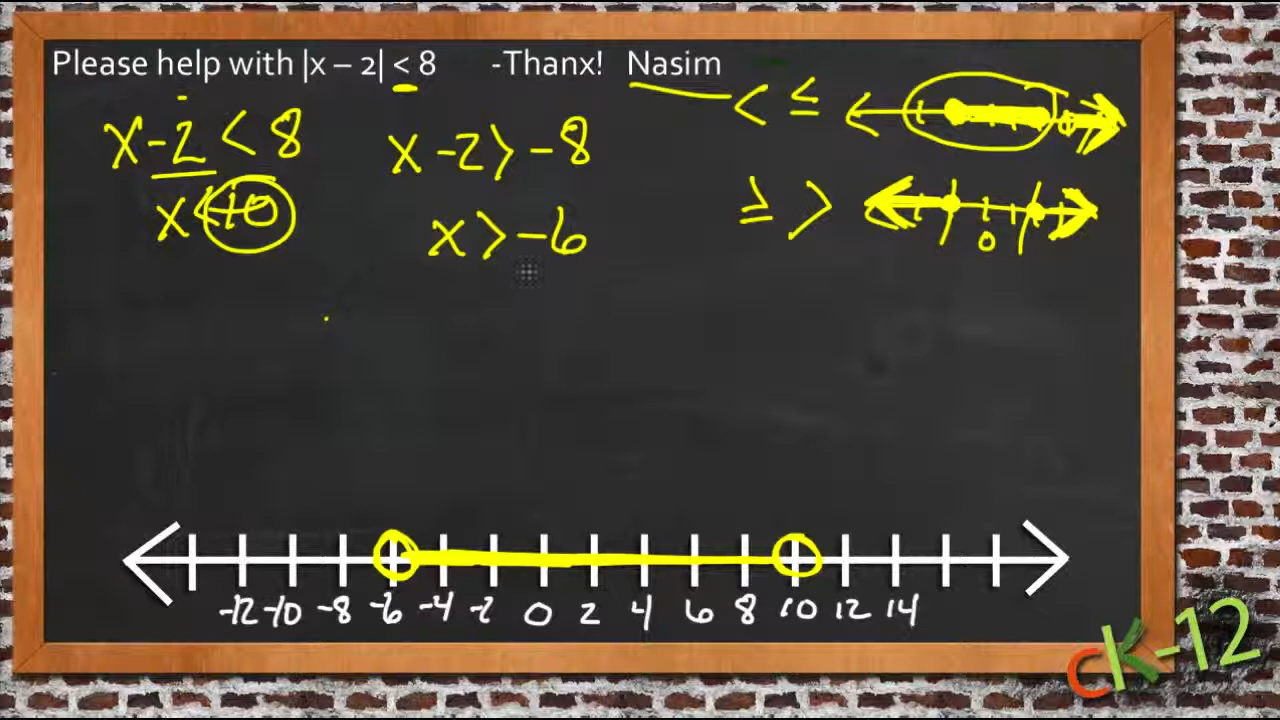 Please help with |x – 2| < 8 -Thanx! Nasim
x - 2 < 8 x - 2 > -8 < ≤
x < 10 x > -6 ≥ >
0
-12 -10 -8 -6 -4 -2 0 2 4 6 8 10 12 14
CK-12